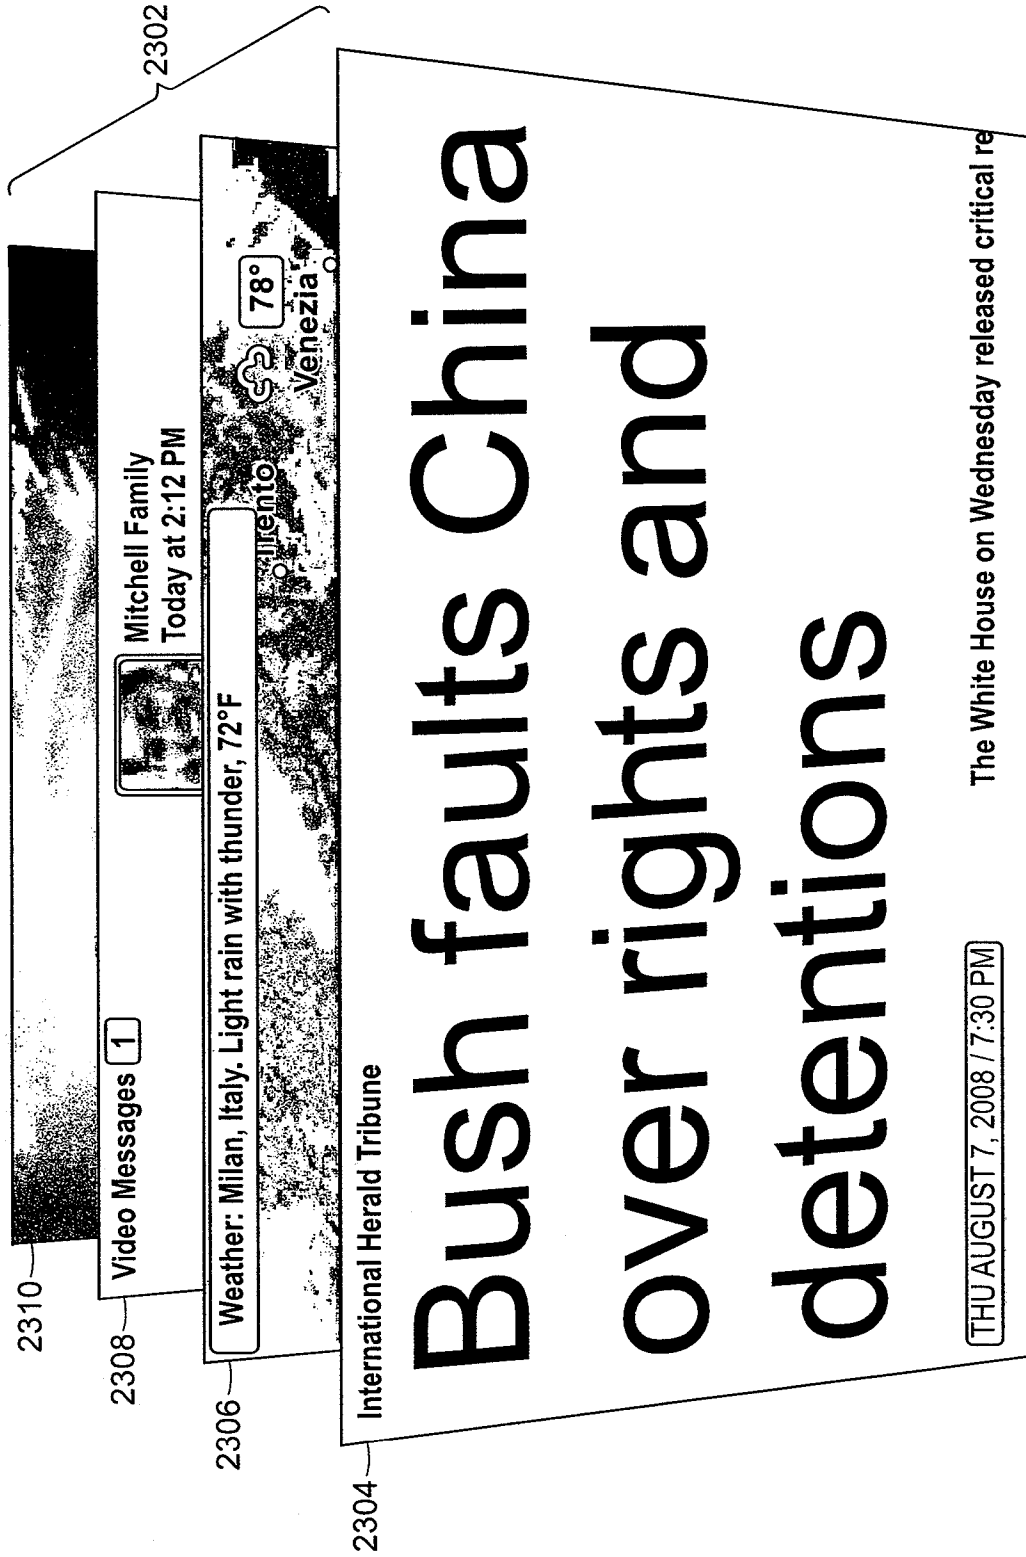 2302
2310
2308
2306
2304
Video Messages 1
Mitchell Family
Today at 2:12 PM
Weather: Milan, Italy. Light rain with thunder, 72°F
Trento
78°
Venezia
International Herald Tribune
Bush faults China
over rights and
detentions
THU AUGUST 7, 2008 / 7:30 PM
The White House on Wednesday released critical re